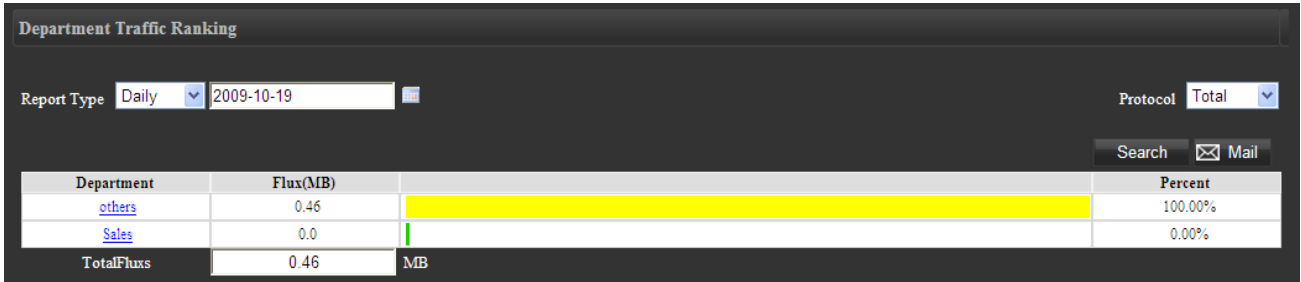 Department Traffic Ranking
Report Type Daily 2009-10-19 Protocol Total
Search Mail
Department Flux(MB) Percent
others 0.46 100.00%
Sales 0.0 0.00%
TotalFluxs 0.46 MB